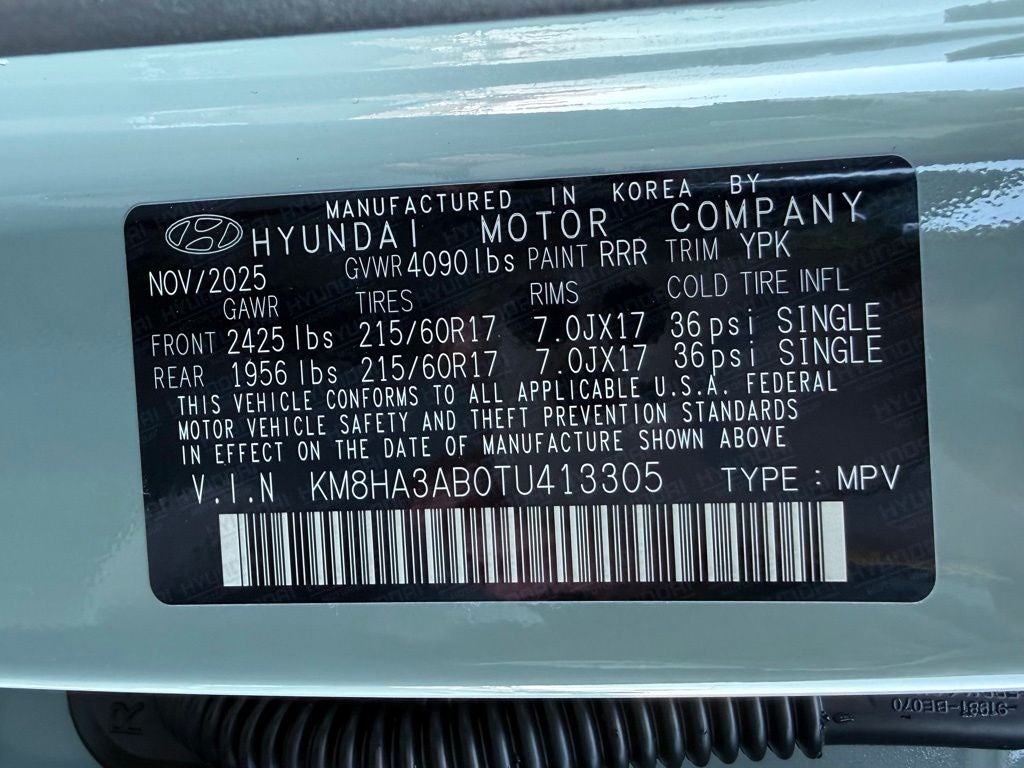 MANUFACTURED IN KOREA BY
HYUNDAI MOTOR COMPANY
NOV/2025 GVWR 4090lbs PAINT RRR TRIM YPK
GAWR TIRES RIMS COLD TIRE INFL
FRONT 2425 lbs 215/60R17 7.0JX17 36psi SINGLE
REAR 1956 lbs 215/60R17 7.0JX17 36psi SINGLE
THIS VEHICLE CONFORMS TO ALL APPLICABLE U.S.A. FEDERAL
MOTOR VEHICLE SAFETY AND THEFT PREVENTION STANDARDS
IN EFFECT ON THE DATE OF MANUFACTURE SHOWN ABOVE
V.I.N KM8HA3AB0TU413305 TYPE : MPV
91981-BE070